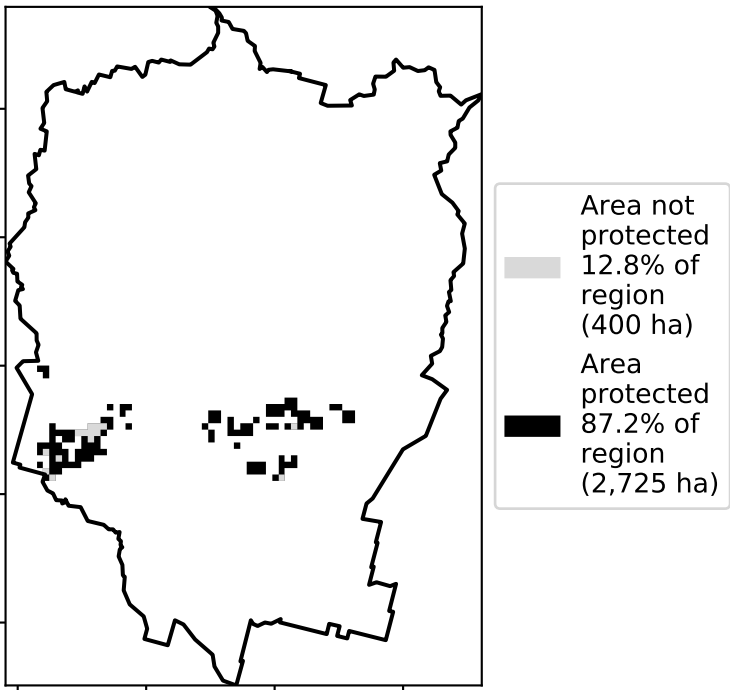 Area not
protected
12.8% of
region
(400 ha)
Area
protected
87.2% of
region
(2,725 ha)